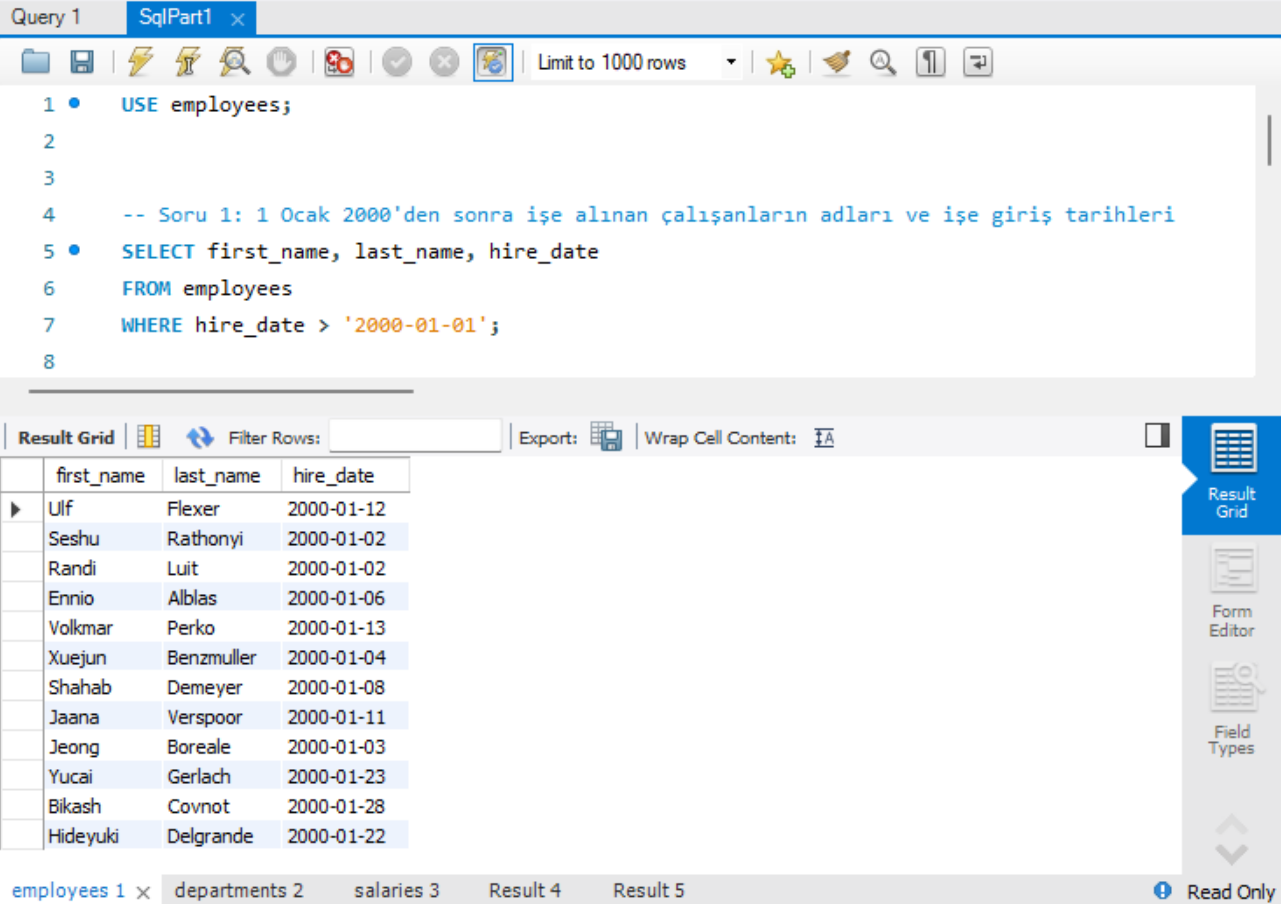 Query 1 SqlPart1
Limit to 1000 rows
1 USE employees;
2
3
4 -- Soru 1: 1 Ocak 2000'den sonra işe alınan çalışanların adları ve işe giriş tarihleri
5 SELECT first_name, last_name, hire_date
6 FROM employees
7 WHERE hire_date > '2000-01-01';
8
Result Grid Filter Rows: Export: Wrap Cell Content:
first_name last_name hire_date
Ulf Flexer 2000-01-12
Seshu Rathonyi 2000-01-02
Randi Luit 2000-01-02
Ennio Alblas 2000-01-06
Volkmar Perko 2000-01-13
Xuejun Benzmuller 2000-01-04
Shahab Demeyer 2000-01-08
Jaana Verspoor 2000-01-11
Jeong Boreale 2000-01-03
Yucai Gerlach 2000-01-23
Bikash Covnot 2000-01-28
Hideyuki Delgrande 2000-01-22
Result
Grid
Form
Editor
Field
Types
employees 1 departments 2 salaries 3 Result 4 Result 5 Read Only